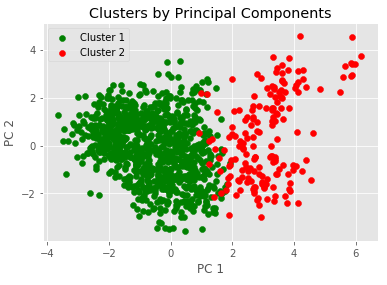 Clusters by Principal Components
Cluster 1
Cluster 2
4
2
0
−2
PC 2
−4 −2 0 2 4 6
PC 1